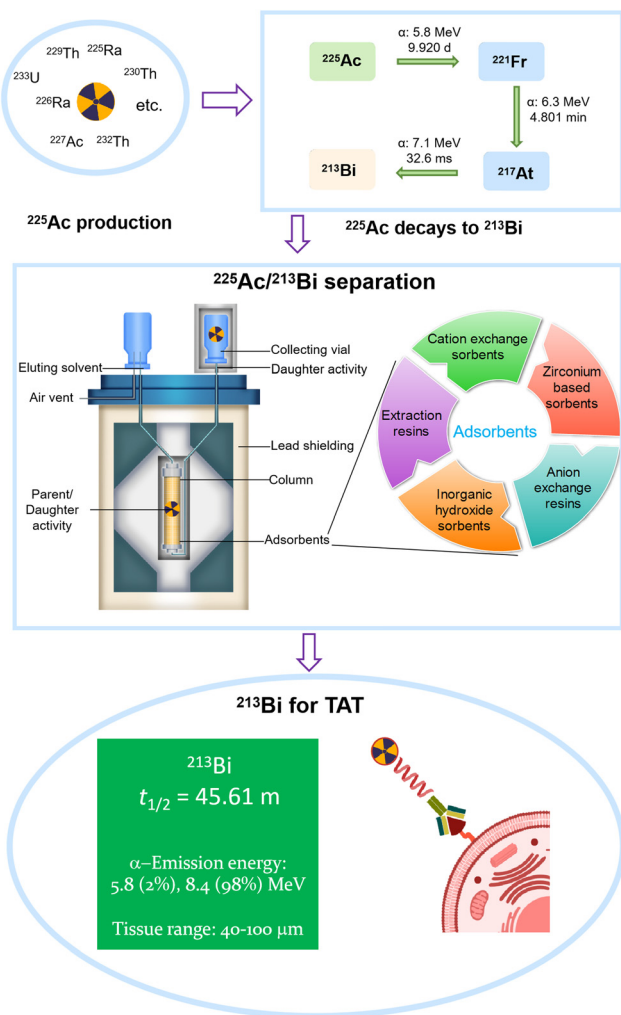 ²²⁹Th ²²⁵Ra
²³³U
²³⁰Th
²²⁶Ra
etc.
²²⁷Ac ²³²Th
²²⁵Ac production
²²⁵Ac
α: 5.8 MeV
9.920 d
²²¹Fr
α: 6.3 MeV
4.801 min
²¹⁷At
α: 7.1 MeV
32.6 ms
²¹³Bi
²²⁵Ac decays to ²¹³Bi
²²⁵Ac/²¹³Bi separation
Eluting solvent
Air vent
Parent/
Daughter
activity
Collecting vial
Daughter activity
Lead shielding
Column
Adsorbents
Cation exchange
sorbents
Zirconium
based
sorbents
Anion
exchange
resins
Inorganic
hydroxide
sorbents
Extraction
resins
Adsorbents
²¹³Bi for TAT
²¹³Bi
t₁/₂ = 45.61 m
α–Emission energy:
5.8 (2%), 8.4 (98%) MeV
Tissue range: 40-100 μm